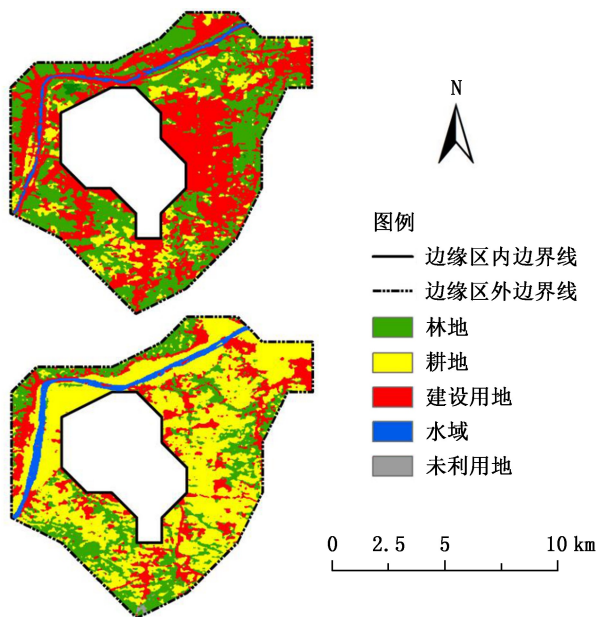 N
图例
边缘区内边界线
边缘区外边界线
林地
耕地
建设用地
水域
未利用地
0 2.5 5 10 km